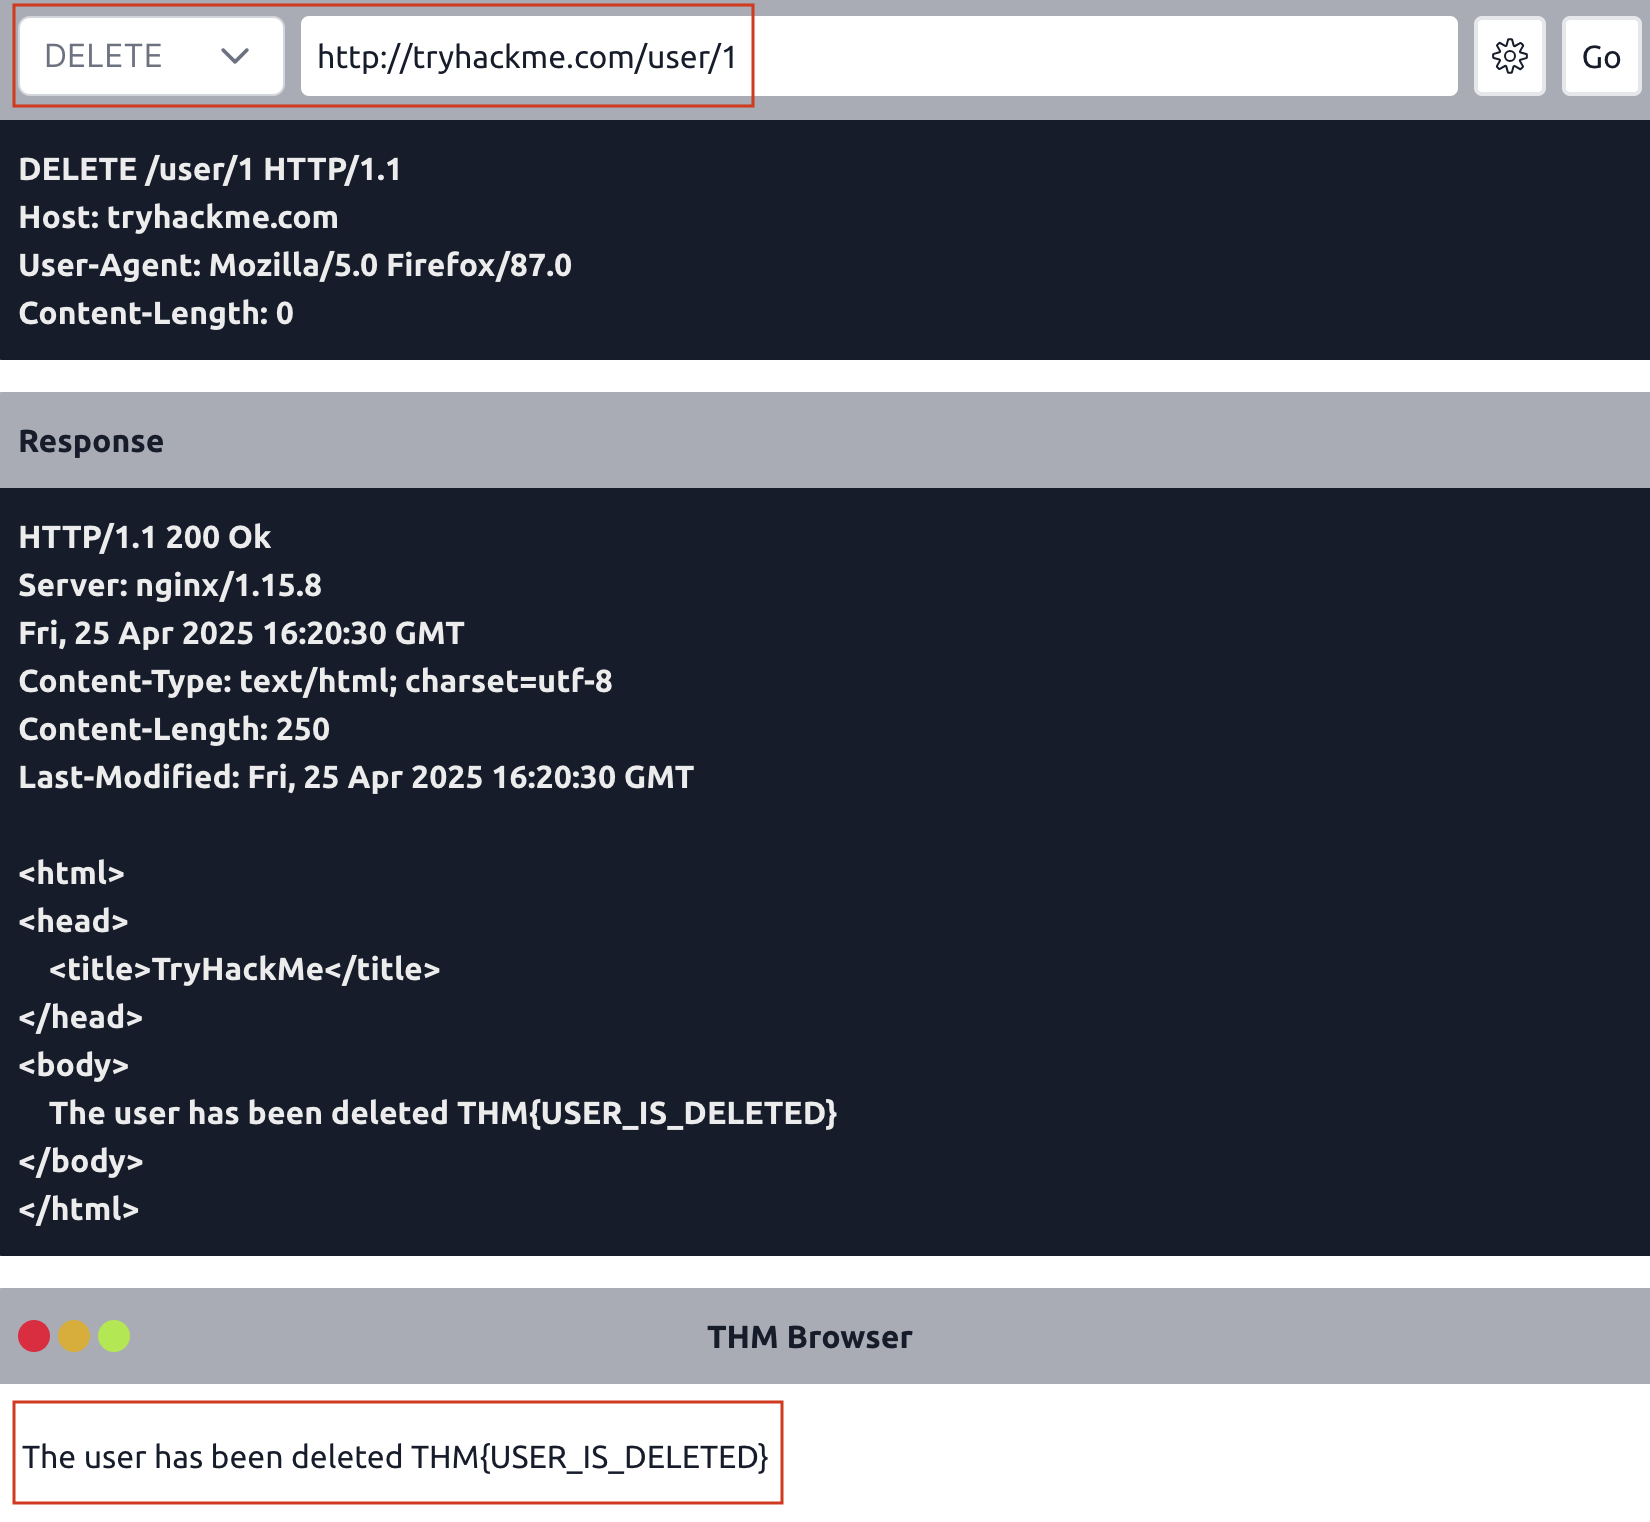 DELETE
http://tryhackme.com/user/1
Go
DELETE /user/1 HTTP/1.1
Host: tryhackme.com
User-Agent: Mozilla/5.0 Firefox/87.0
Content-Length: 0
Response
HTTP/1.1 200 Ok
Server: nginx/1.15.8
Fri, 25 Apr 2025 16:20:30 GMT
Content-Type: text/html; charset=utf-8
Content-Length: 250
Last-Modified: Fri, 25 Apr 2025 16:20:30 GMT
<html>
<head>
<title>TryHackMe</title>
</head>
<body>
The user has been deleted THM{USER_IS_DELETED}
</body>
</html>
THM Browser
The user has been deleted THM{USER_IS_DELETED}